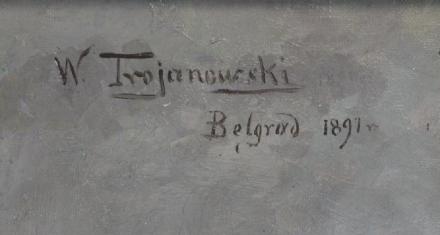 W. Trojanowski
Belgrad 1891 r